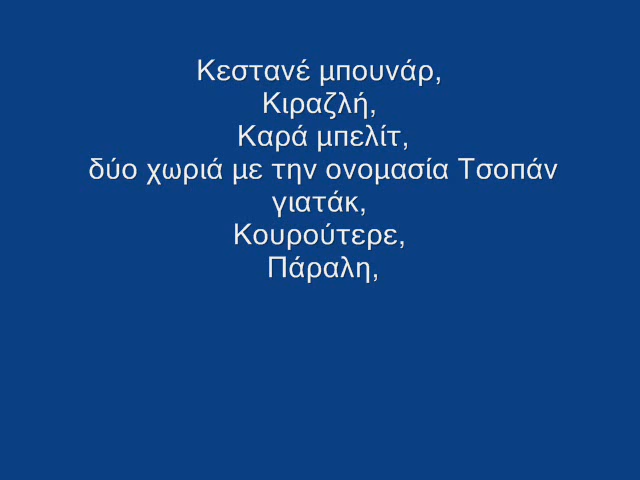 Κεστανέ μπουνάρ,
Κιραζλή,
Καρά μπελίτ,
δύο χωριά με την ονομασία Τσοπάν
γιατάκ,
Κουρούτερε,
Πάραλη,